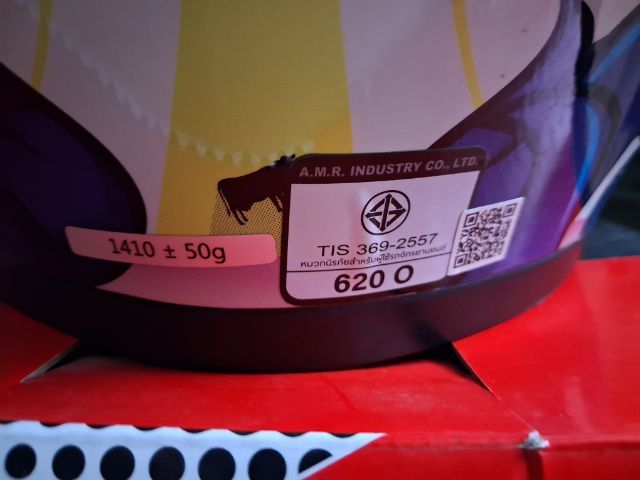 A.M.R. INDUSTRY CO., LTD.
TIS 369-2557
หมวกนิรภัยสำหรับผู้ใช้รถจักรยานยนต์
620 O
1410 ± 50g